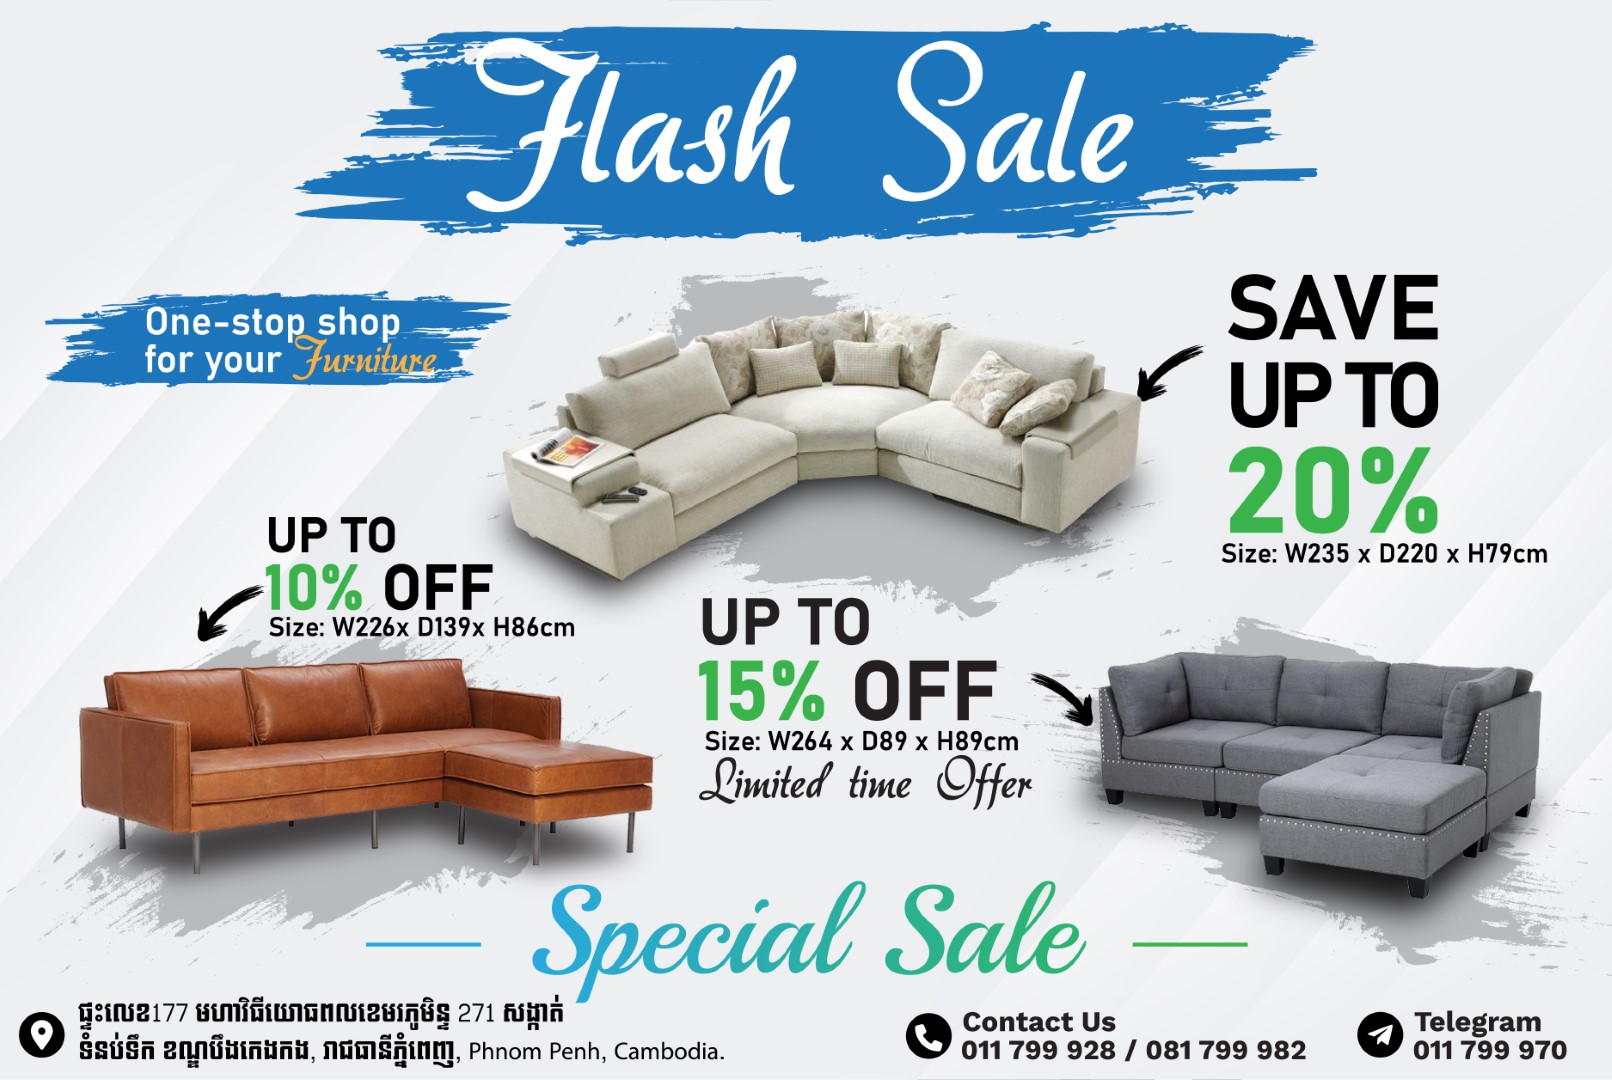 Flash Sale
One-stop shop
for your Furniture
SAVE
UP TO
20%
Size: W235 x D220 x H79cm
UP TO
10% OFF
Size: W226x D139x H86cm
UP TO
15% OFF
Size: W264 x D89 x H89cm
Limited time Offer
Special Sale
ផ្ទះលេខ177 មហាវិថីយោធពលខេមរភូមិន្ទ 271 សង្កាត់
ទំនប់ទឹក ខណ្ឌបឹងកេងកង, រាជធានីភ្នំពេញ, Phnom Penh, Cambodia.
Contact Us
011 799 928 / 081 799 982
Telegram
011 799 970